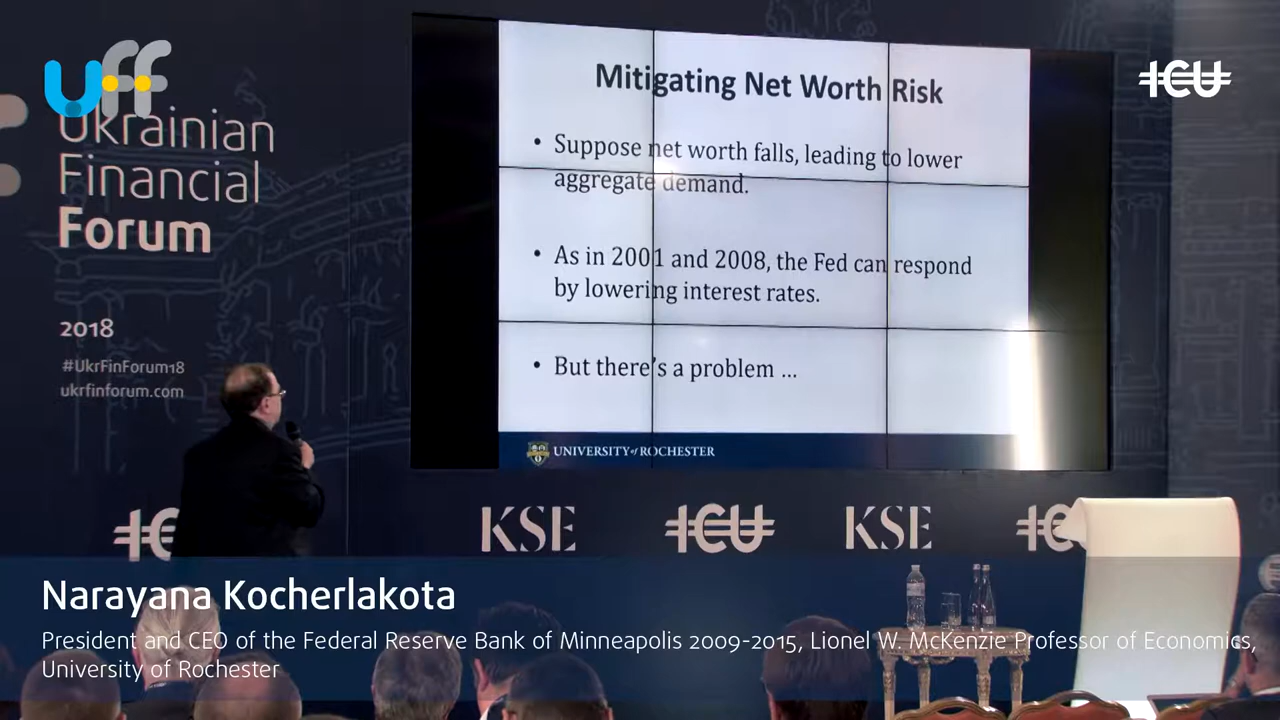 uff
Ukrainian
Financial
Forum
2018
#UkrFinForum18
ukrfinforum.com
ICU
Mitigating Net Worth Risk
• Suppose net worth falls, leading to lower
aggregate demand.
• As in 2001 and 2008, the Fed can respond
by lowering interest rates.
• But there's a problem ...
UNIVERSITY of ROCHESTER
KSE
ICU
KSE
Narayana Kocherlakota
President and CEO of the Federal Reserve Bank of Minneapolis 2009-2015, Lionel W. McKenzie Professor of Economics,
University of Rochester